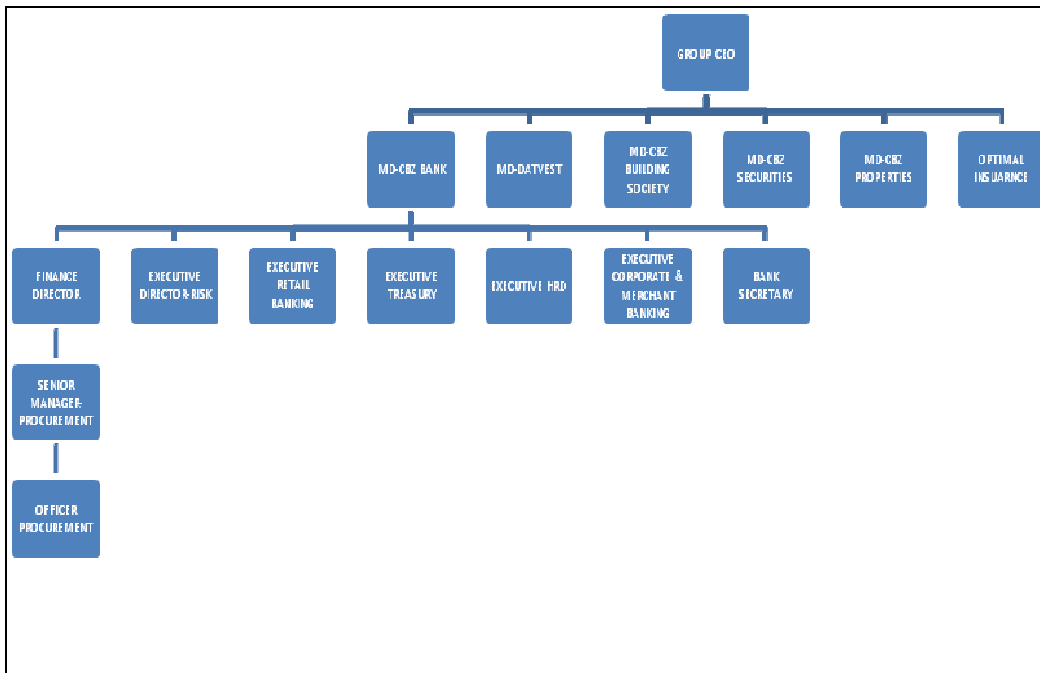 GROUP CEO
MD-CBZ BANK
MD-DATVEST
MD-CBZ
BUILDING
SOCIETY
MD-CBZ
SECURITIES
MD-CBZ
PROPERTIES
OPTIMAL
INSUARNCE
FINANCE
DIRECTOR
EXECUTIVE
DIRECTOR-RISK
EXECUTIVE
RETAIL
BANKING
EXECUTIVE
TREASURY
EXECUTIVE HRD
EXECUTIVE
CORPORATE &
MERCHANT
BANKING
BANK
SECRETARY
SENIOR
MANAGER-
PROCUREMENT
OFFICER
PROCUREMENT